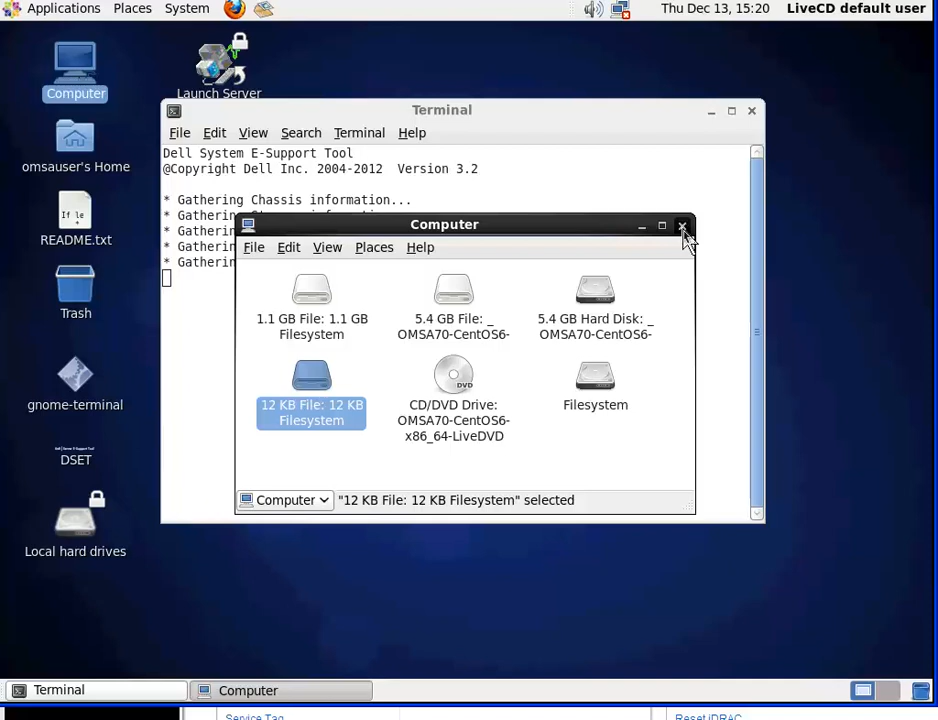 Applications Places System
Thu Dec 13, 15:20 LiveCD default user
Computer
Launch Server
omsauser's Home
If le
README.txt
Trash
gnome-terminal
DSET
Local hard drives
Terminal
File Edit View Search Terminal Help
Dell System E-Support Tool
@Copyright Dell Inc. 2004-2012 Version 3.2
* Gathering Chassis information...
* Gathering
* Gatherin
* Gatherin
* Gatherin
Computer
File Edit View Places Help
1.1 GB File: 1.1 GB
Filesystem
5.4 GB File: _
OMSA70-CentOS6-
5.4 GB Hard Disk: _
OMSA70-CentOS6-
12 KB File: 12 KB
Filesystem
DVD
CD/DVD Drive:
OMSA70-CentOS6-
x86_64-LiveDVD
Filesystem
Computer "12 KB File: 12 KB Filesystem" selected
Terminal Computer
Service Tag Reset iDRAC